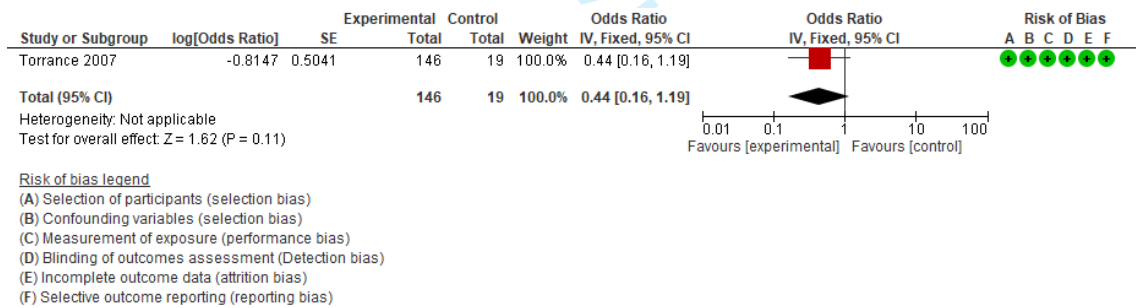 Experimental Control Odds Ratio Odds Ratio Risk of Bias
Study or Subgroup log[Odds Ratio] SE Total Total Weight IV, Fixed, 95% CI IV, Fixed, 95% CI A B C D E F
Torrance 2007 -0.8147 0.5041 146 19 100.0% 0.44 [0.16, 1.19] + + + + + +
Total (95% CI) 146 19 100.0% 0.44 [0.16, 1.19]
Heterogeneity: Not applicable
Test for overall effect: Z = 1.62 (P = 0.11)
0.01 0.1 1 10 100
Favours [experimental] Favours [control]
Risk of bias legend
(A) Selection of participants (selection bias)
(B) Confounding variables (selection bias)
(C) Measurement of exposure (performance bias)
(D) Blinding of outcomes assessment (Detection bias)
(E) Incomplete outcome data (attrition bias)
(F) Selective outcome reporting (reporting bias)